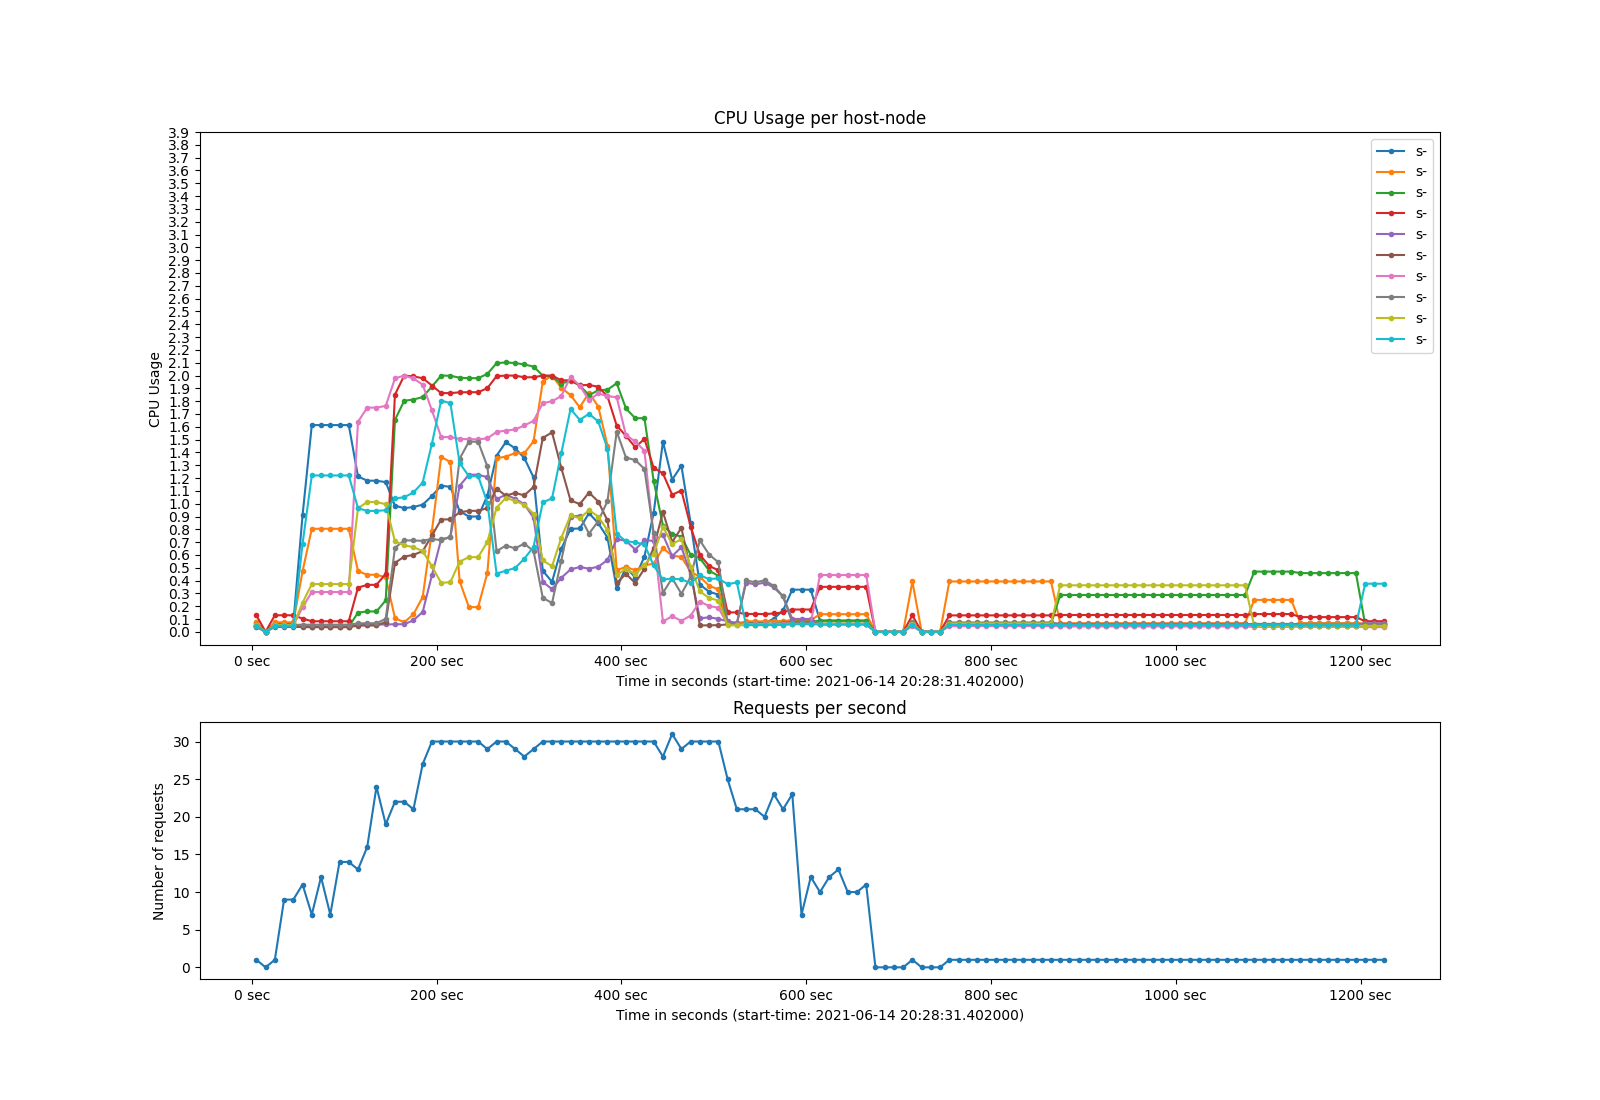 CPU Usage per host-node
3.9
3.8
3.7
3.6
3.5
3.4
3.3
3.2
3.1
3.0
2.9
2.8
2.7
2.6
2.5
2.4
2.3
2.2
2.1
2.0
1.9
1.8
1.7
1.6
1.5
1.4
1.3
1.2
1.1
1.0
0.9
0.8
0.7
0.6
0.5
0.4
0.3
0.2
0.1
0.0
CPU Usage
s-
s-
s-
s-
s-
s-
s-
s-
s-
s-
0 sec 200 sec 400 sec 600 sec 800 sec 1000 sec 1200 sec
Time in seconds (start-time: 2021-06-14 20:28:31.402000)
Requests per second
30
25
20
15
10
5
0
Number of requests
0 sec 200 sec 400 sec 600 sec 800 sec 1000 sec 1200 sec
Time in seconds (start-time: 2021-06-14 20:28:31.402000)